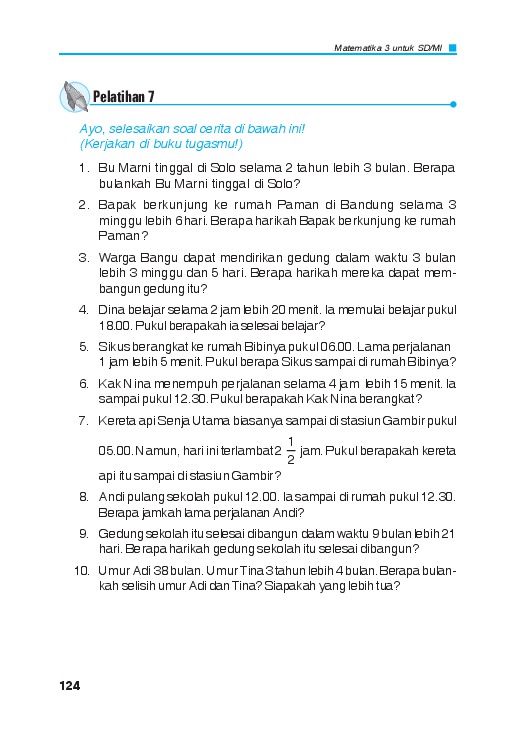 Matematika 3 untuk SD/MI
Pelatihan 7
Ayo, selesaikan soal cerita di bawah ini!
(Kerjakan di buku tugasmu!)
1. Bu Marni tinggal di Solo selama 2 tahun lebih 3 bulan. Berapa
bulankah Bu Marni tinggal di Solo?
2. Bapak berkunjung ke rumah Paman di Bandung selama 3
minggu lebih 6 hari. Berapa harikah Bapak berkunjung ke rumah
Paman?
3. Warga Bangu dapat mendirikan gedung dalam waktu 3 bulan
lebih 3 minggu dan 5 hari. Berapa harikah mereka dapat mem-
bangun gedung itu?
4. Dina belajar selama 2 jam lebih 20 menit. Ia memulai belajar pukul
18.00. Pukul berapakah ia selesai belajar?
5. Sikus berangkat ke rumah Bibinya pukul 06.00. Lama perjalanan
1 jam lebih 5 menit. Pukul berapa Sikus sampai di rumah Bibinya?
6. Kak Nina menempuh perjalanan selama 4 jam lebih 15 menit. Ia
sampai pukul 12.30. Pukul berapakah Kak Nina berangkat?
7. Kereta api Senja Utama biasanya sampai di stasiun Gambir pukul
05.00. Namun, hari ini terlambat 2 1/2 jam. Pukul berapakah kereta
api itu sampai di stasiun Gambir?
8. Andi pulang sekolah pukul 12.00. Ia sampai di rumah pukul 12.30.
Berapa jamkah lama perjalanan Andi?
9. Gedung sekolah itu selesai dibangun dalam waktu 9 bulan lebih 21
hari. Berapa harikah gedung sekolah itu selesai dibangun?
10. Umur Adi 38 bulan. Umur Tina 3 tahun lebih 4 bulan. Berapa bulan-
kah selisih umur Adi dan Tina? Siapakah yang lebih tua?
124